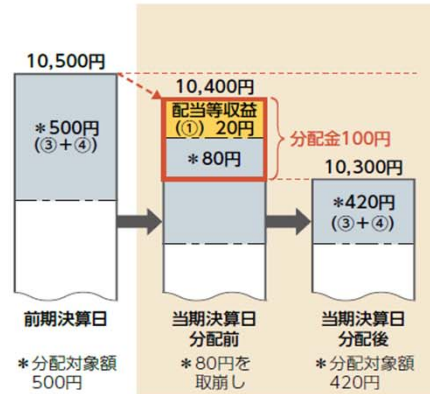 10,500円
＊500円
(③＋④)
前期決算日
＊分配対象額
500円
10,400円
配当等収益
(①) 20円
＊80円
分配金100円
当期決算日
分配前
＊80円を
取崩し
10,300円
＊420円
(③＋④)
当期決算日
分配後
＊分配対象額
420円